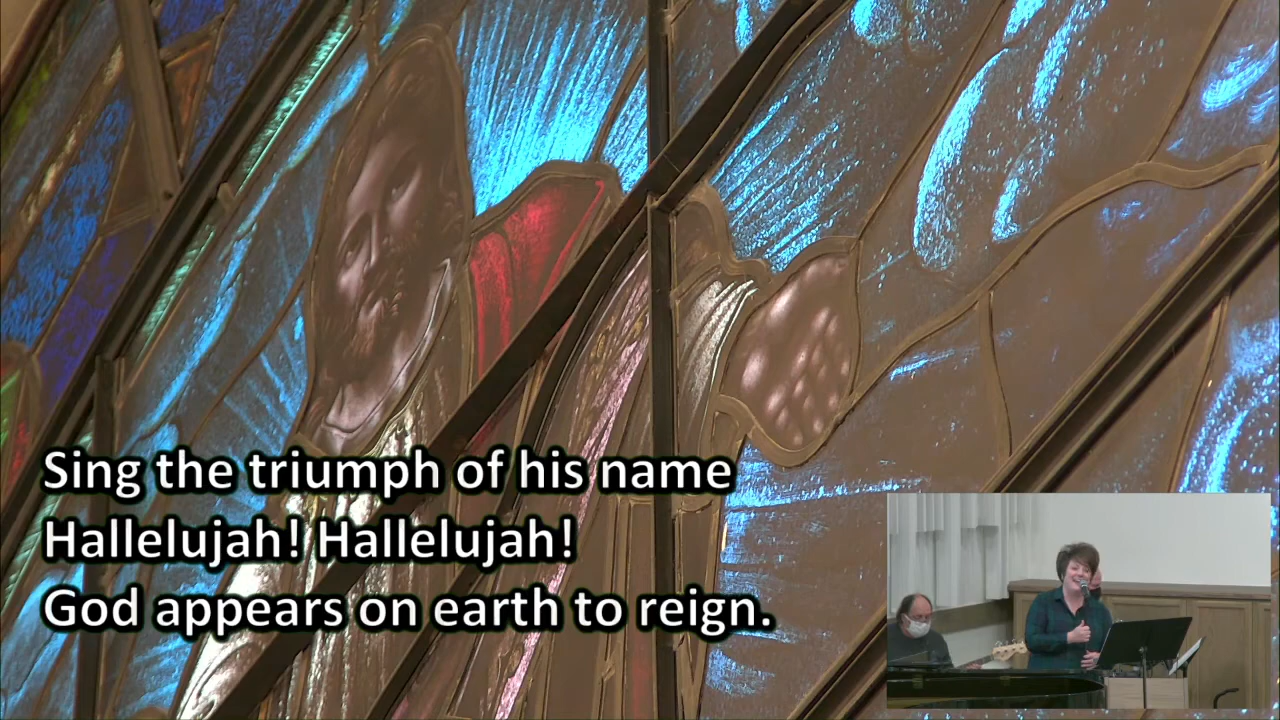 Sing the triumph of his name
Hallelujah! Hallelujah!
God appears on earth to reign.